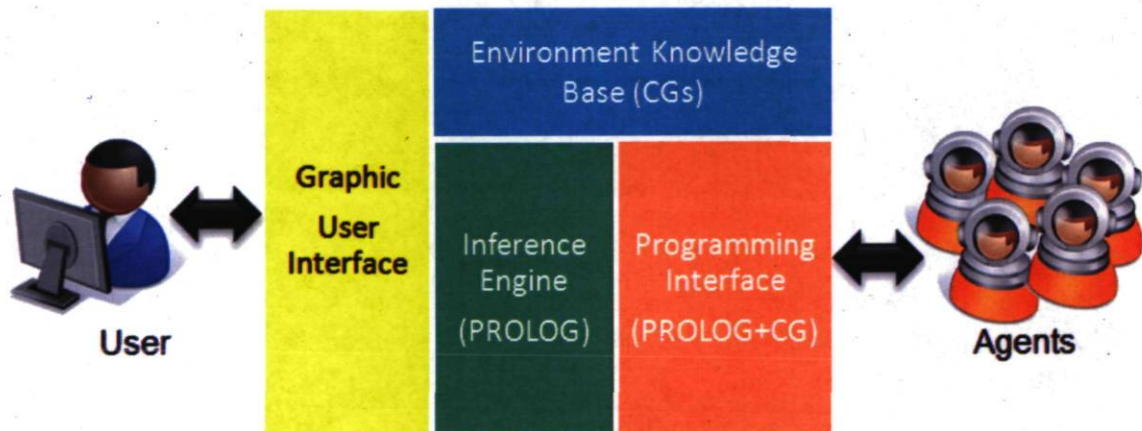 Environment Knowledge
Base (CGs)
Graphic
User
Interface
Inference
Engine
(PROLOG)
Programming
Interface
(PROLOG+CG)
User
Agents